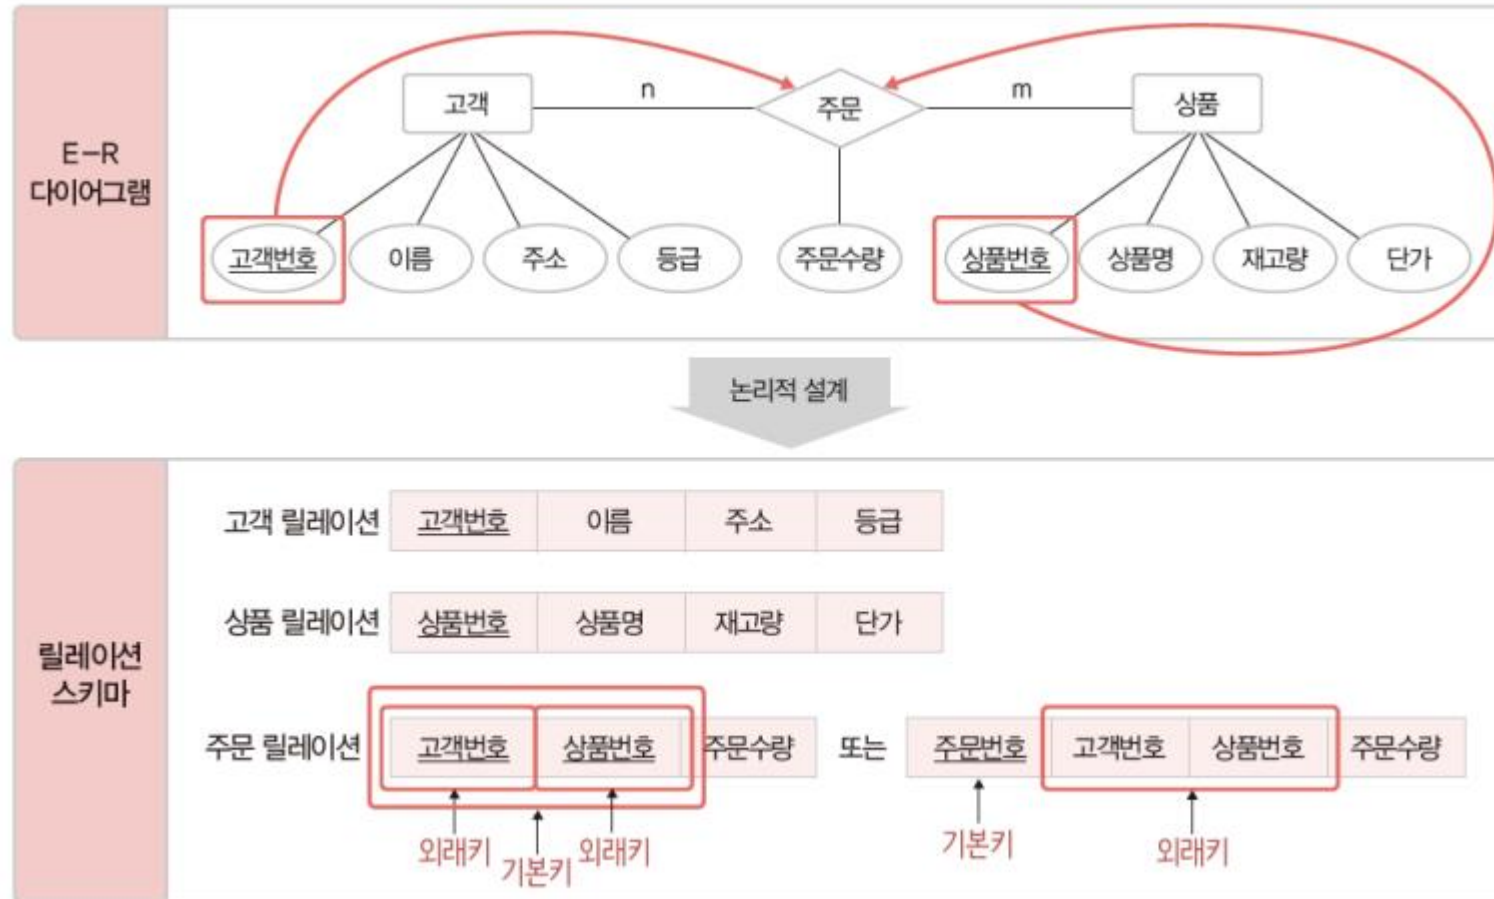 E-R
다이어그램
고객
n
주문
m
상품
고객번호
이름
주소
등급
주문수량
상품번호
상품명
재고량
단가
논리적 설계
릴레이션
스키마
고객 릴레이션 고객번호 이름 주소 등급
상품 릴레이션 상품번호 상품명 재고량 단가
주문 릴레이션 고객번호 상품번호 주문수량 또는 주문번호 고객번호 상품번호 주문수량
외래키 기본키 외래키 기본키 외래키